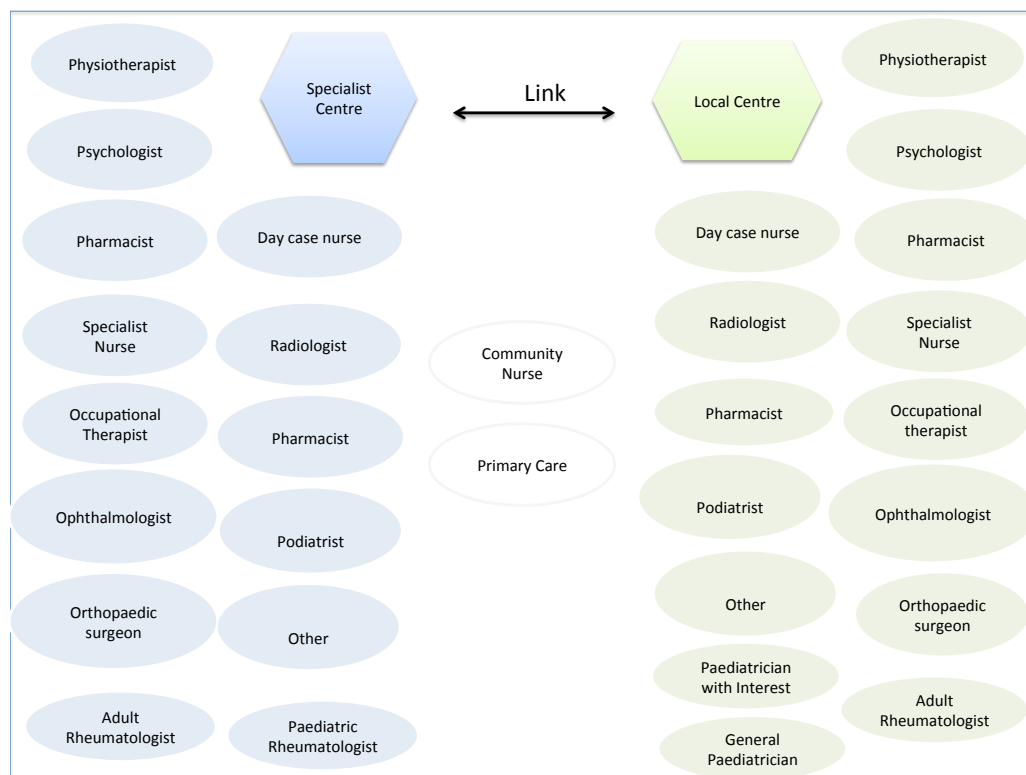 Physiotherapist
Specialist
Centre
Link
Local Centre
Physiotherapist
Psychologist
Psychologist
Pharmacist
Day case nurse
Day case nurse
Pharmacist
Specialist
Nurse
Radiologist
Community
Nurse
Radiologist
Specialist
Nurse
Occupational
Therapist
Pharmacist
Primary Care
Pharmacist
Occupational
therapist
Ophthalmologist
Podiatrist
Podiatrist
Ophthalmologist
Orthopaedic
surgeon
Other
Other
Orthopaedic
surgeon
Paediatrician
with Interest
Adult
Rheumatologist
Paediatric
Rheumatologist
General
Paediatrician
Adult
Rheumatologist